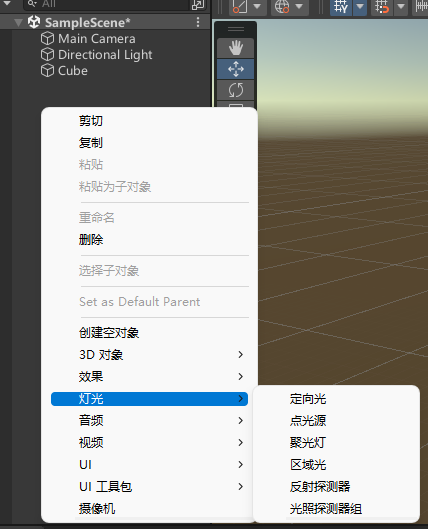 All
SampleScene*
Main Camera
Directional Light
Cube
剪切
复制
粘贴
粘贴为子对象
重命名
删除
选择子对象
Set as Default Parent
创建空对象
3D 对象
效果
灯光
音频
视频
UI
UI 工具包
摄像机
定向光
点光源
聚光灯
区域光
反射探测器
光照探测器组